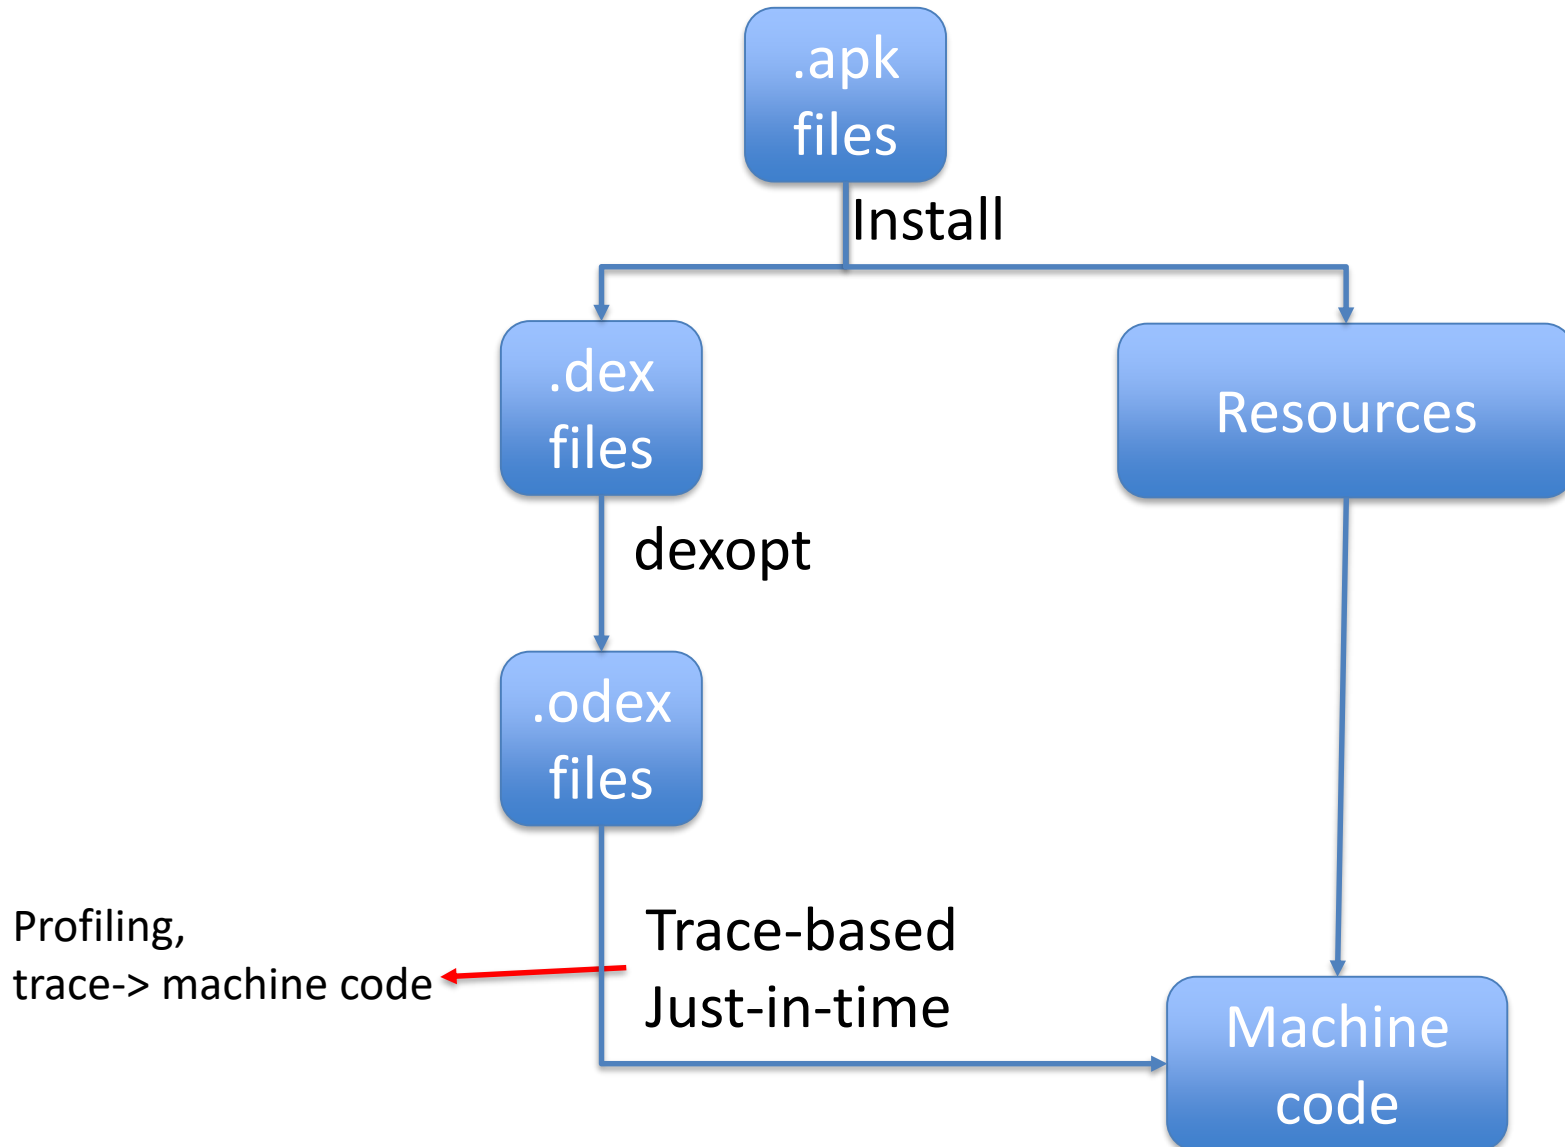 .apk
files
Install
.dex
files
Resources
dexopt
.odex
files
Profiling,
trace-> machine code
Trace-based
Just-in-time
Machine
code